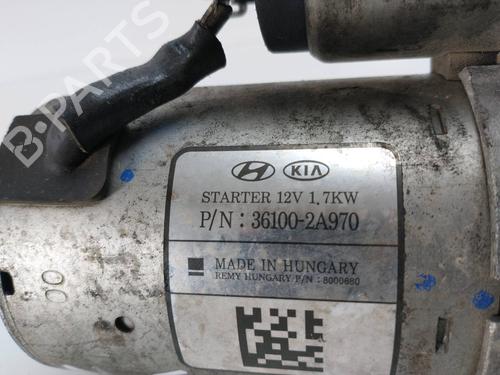 B-PARTS
KIA
STARTER 12V 1.7KW
P/N : 36100-2A970
MADE IN HUNGARY
REMY HUNGARY P/N : 8000680